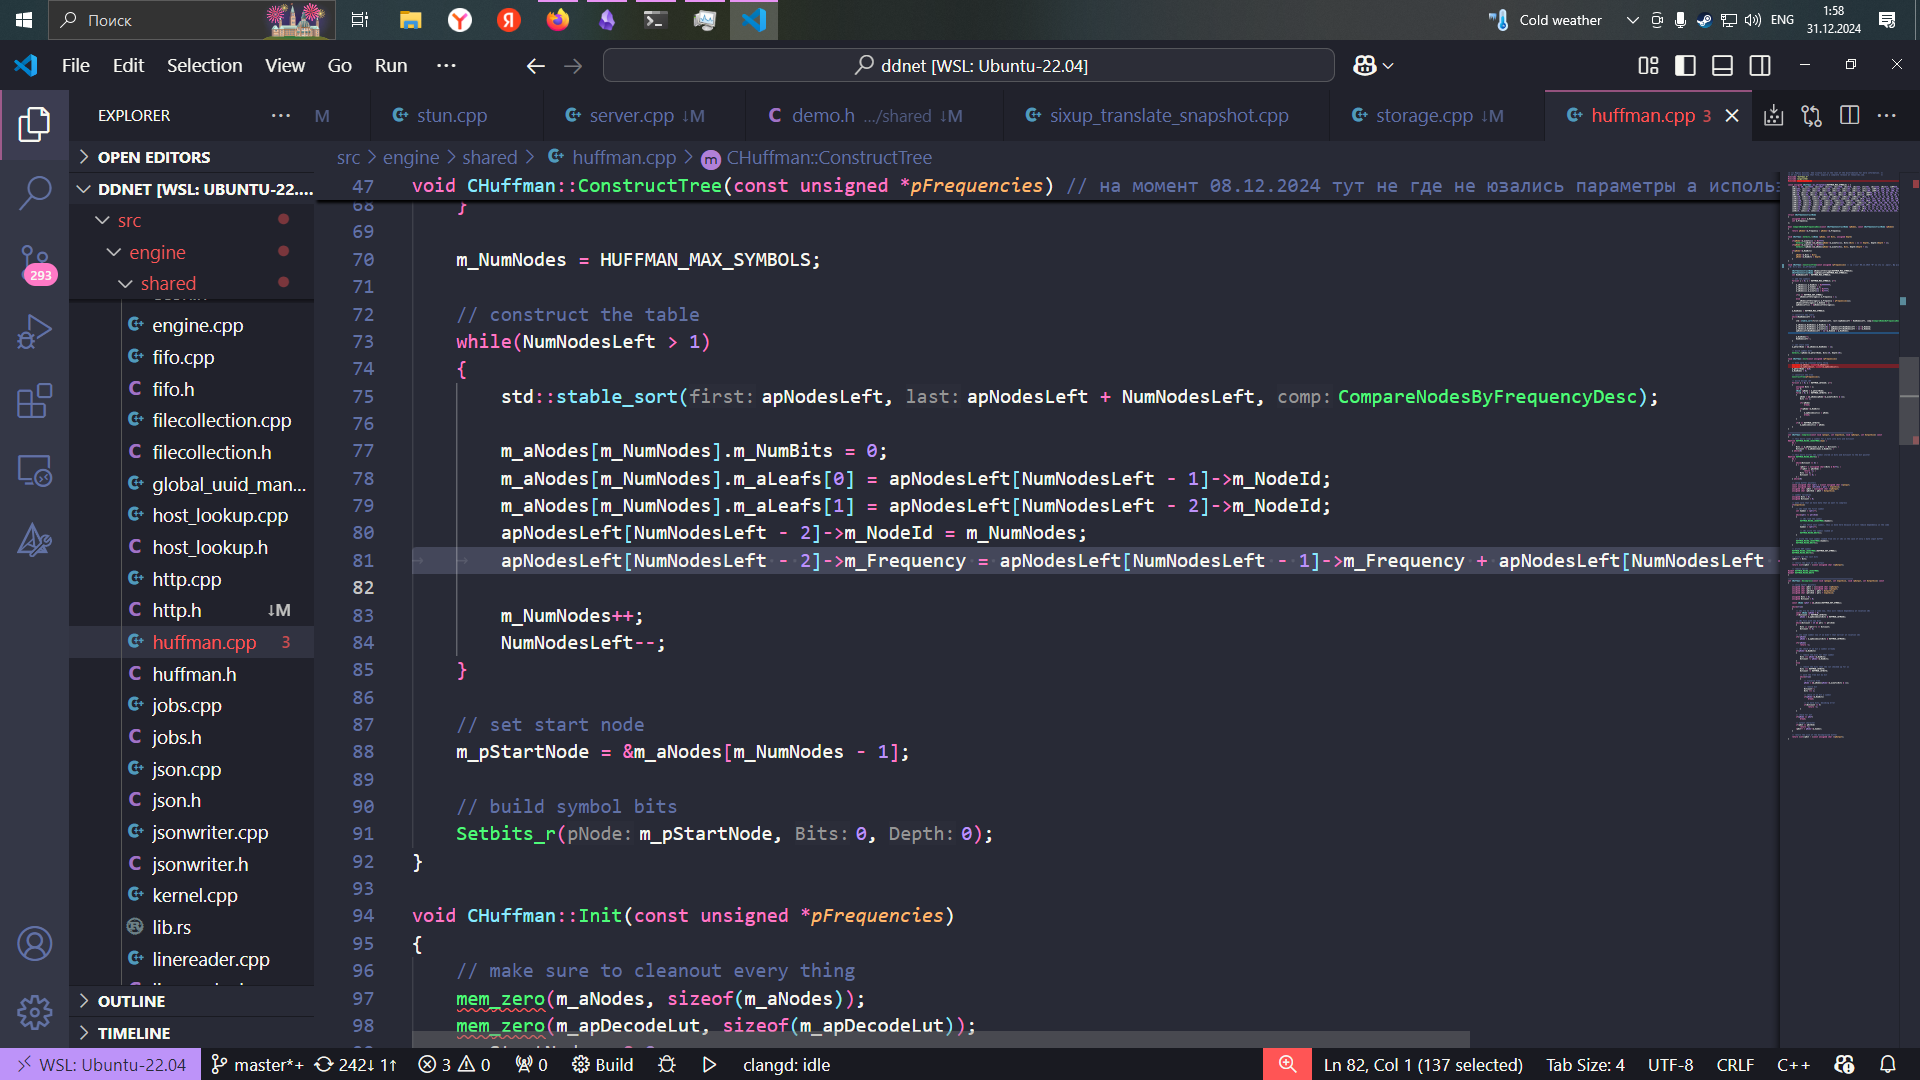 Поиск
Cold weather
ENG
1:58
31.12.2024
File Edit Selection View Go Run ···
ddnet [WSL: Ubuntu-22.04]
EXPLORER ···
M
stun.cpp
server.cpp ↓M
C demo.h .../shared ↓M
sixup_translate_snapshot.cpp
storage.cpp ↓M
huffman.cpp 3
OPEN EDITORS
DDNET [WSL: UBUNTU-22....
src
engine
shared
engine.cpp
fifo.cpp
C fifo.h
filecollection.cpp
C filecollection.h
global_uuid_man...
host_lookup.cpp
C host_lookup.h
http.cpp
C http.h ↓M
huffman.cpp 3
C huffman.h
jobs.cpp
C jobs.h
json.cpp
C json.h
jsonwriter.cpp
C jsonwriter.h
kernel.cpp
lib.rs
linereader.cpp
OUTLINE
TIMELINE
293
src > engine > shared > huffman.cpp > m CHuffman::ConstructTree
47 void CHuffman::ConstructTree(const unsigned *pFrequencies) // на момент 08.12.2024 тут не где не юзались параметры а исполь
68 }
69
70 m_NumNodes = HUFFMAN_MAX_SYMBOLS;
71
72 // construct the table
73 while(NumNodesLeft > 1)
74 {
75 std::stable_sort(first: apNodesLeft, last: apNodesLeft + NumNodesLeft, comp: CompareNodesByFrequencyDesc);
76
77 m_aNodes[m_NumNodes].m_NumBits = 0;
78 m_aNodes[m_NumNodes].m_aLeafs[0] = apNodesLeft[NumNodesLeft - 1]->m_NodeId;
79 m_aNodes[m_NumNodes].m_aLeafs[1] = apNodesLeft[NumNodesLeft - 2]->m_NodeId;
80 apNodesLeft[NumNodesLeft - 2]->m_NodeId = m_NumNodes;
81 apNodesLeft[NumNodesLeft - 2]->m_Frequency = apNodesLeft[NumNodesLeft - 1]->m_Frequency + apNodesLeft[NumNodesLeft
82
83 m_NumNodes++;
84 NumNodesLeft--;
85 }
86
87 // set start node
88 m_pStartNode = &m_aNodes[m_NumNodes - 1];
89
90 // build symbol bits
91 Setbits_r(pNode: m_pStartNode, Bits: 0, Depth: 0);
92 }
93
94 void CHuffman::Init(const unsigned *pFrequencies)
95 {
96 // make sure to cleanout every thing
97 mem_zero(m_aNodes, sizeof(m_aNodes));
98 mem_zero(m_apDecodeLut, sizeof(m_apDecodeLut));
WSL: Ubuntu-22.04
master*+
242↓ 1↑
3 0
0
Build
clangd: idle
Ln 82, Col 1 (137 selected)
Tab Size: 4
UTF-8
CRLF
C++